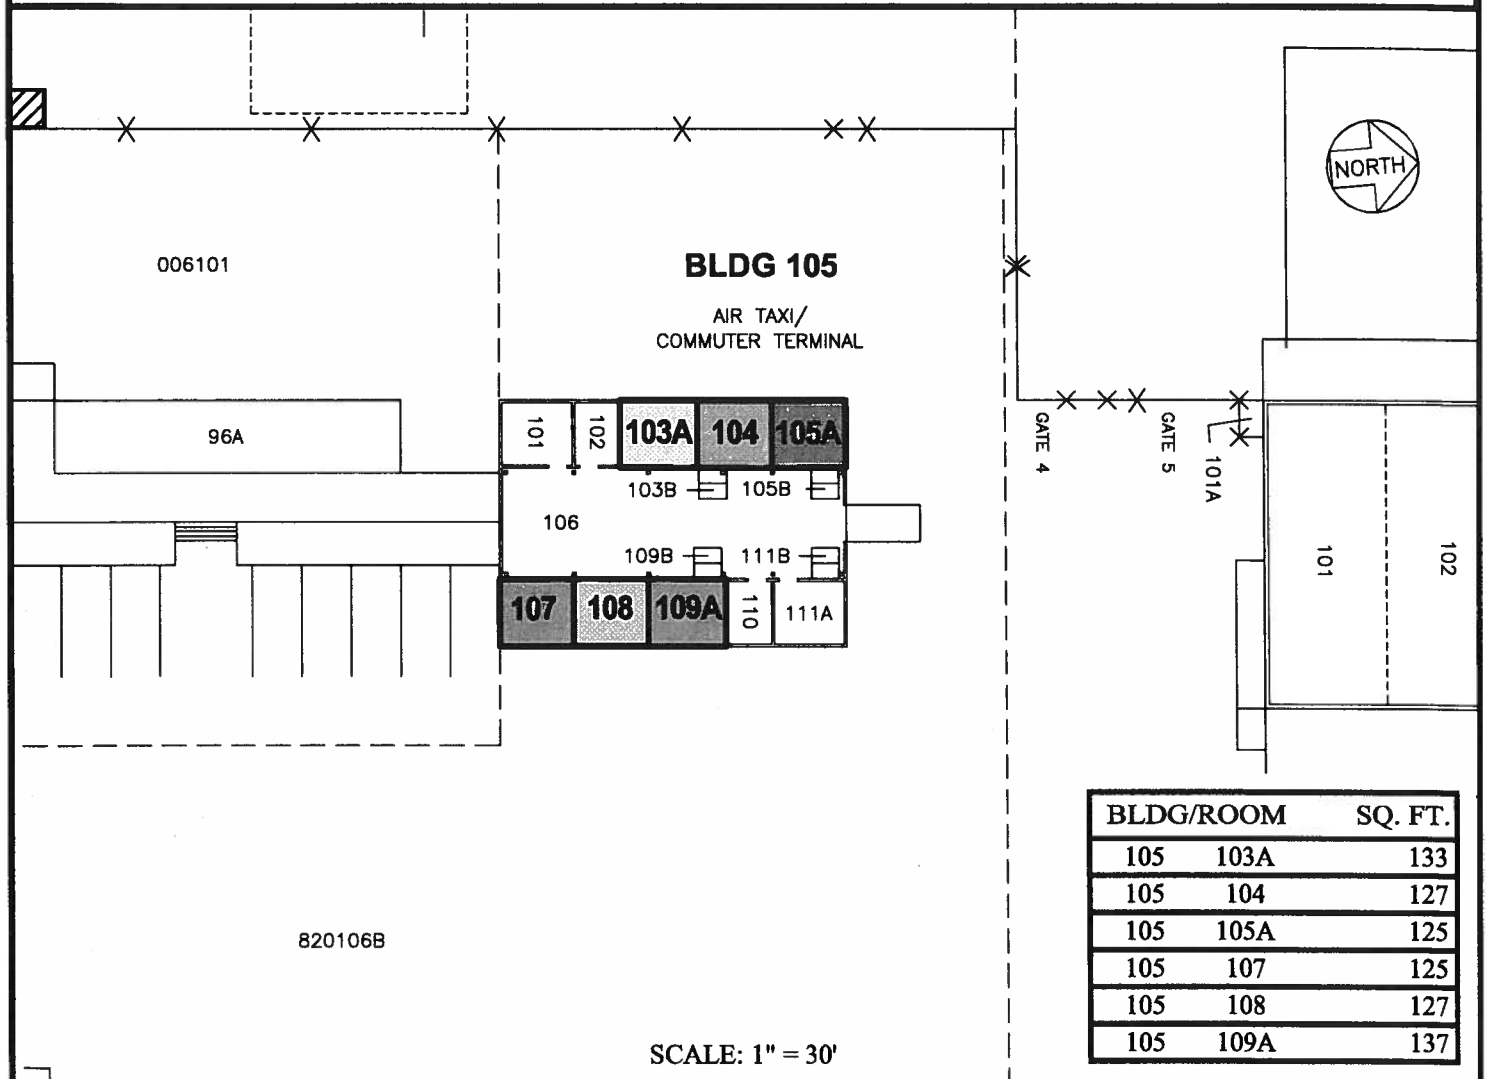 NORTH
006101
BLDG 105
AIR TAXI/
COMMUTER TERMINAL
96A
101
102
103A
104
105A
GATE 4
GATE 5
101A
103B
105B
106
109B
111B
101
102
107
108
109A
110
111A
BLDG/ROOM SQ. FT.
105 103A 133
105 104 127
105 105A 125
105 107 125
105 108 127
105 109A 137
820106B
SCALE: 1" = 30'